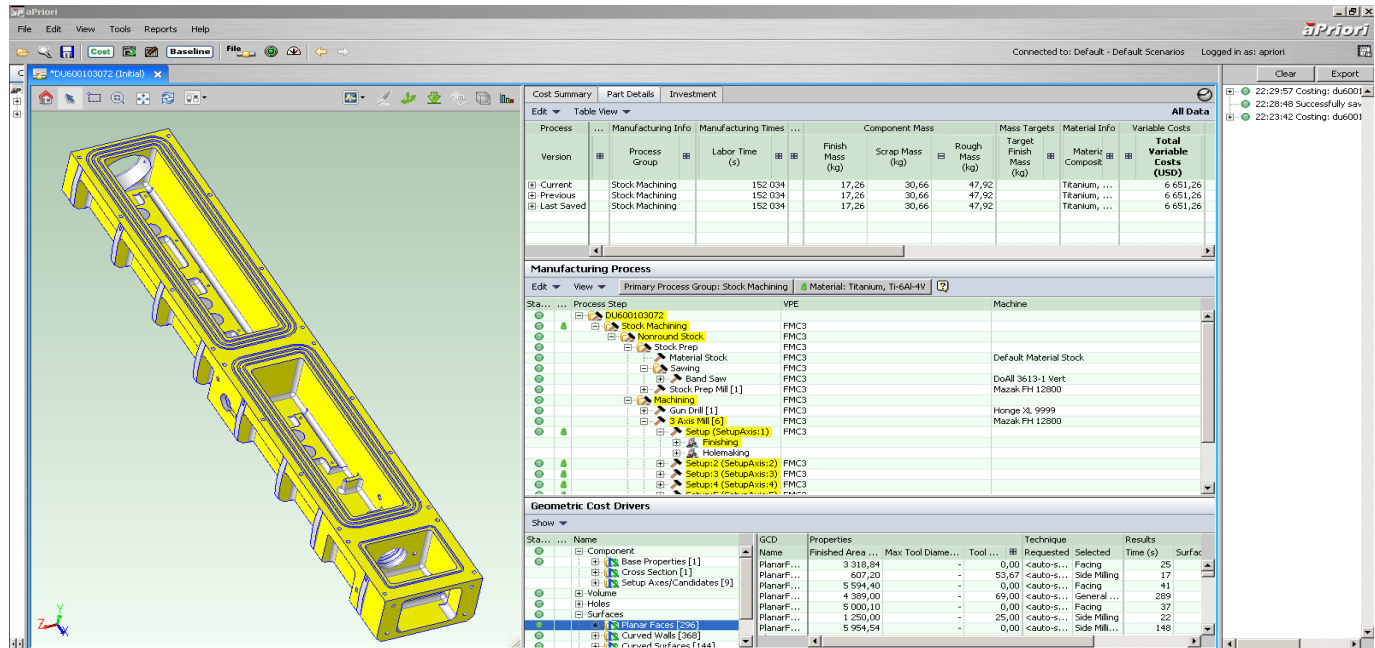 aPriori
File Edit View Tools Reports Help
aPriori
Cost Baseline File
Connected to: Default - Default Scenarios Logged in as: apriori
*DU600103072 (Initial)
Clear Export
22:29:57 Costing: du6001
22:28:48 Successfully sav
22:23:42 Costing: du6001
Cost Summary Part Details Investment
Edit Table View All Data
Process ... Manufacturing Info Manufacturing Times ... Component Mass Mass Targets Material Info Variable Costs
Version Process Group Labor Time (s) Finish Mass (kg) Scrap Mass (kg) Rough Mass (kg) Target Finish Mass (kg) Materia Composit Total Variable Costs (USD)
Current Stock Machining 152 034 17,26 30,66 47,92 Titanium, ... 6 651,26
Previous Stock Machining 152 034 17,26 30,66 47,92 Titanium, ... 6 651,26
Last Saved Stock Machining 152 034 17,26 30,66 47,92 Titanium, ... 6 651,26
Manufacturing Process
Edit View Primary Process Group: Stock Machining Material: Titanium, Ti-6Al-4V
Sta... ... Process Step VPE Machine
DU600103072
Stock Machining FMC3
Nonround Stock FMC3
Stock Prep FMC3
Material Stock FMC3 Default Material Stock
Sawing FMC3
Band Saw FMC3 DoAll 3613-1 Vert
Stock Prep Mill [1] FMC3 Mazak FH 12800
Machining FMC3
Gun Drill [1] FMC3 Honge XL 9999
3 Axis Mill [6] FMC3 Mazak FH 12800
Setup (SetupAxis:1) FMC3
Finishing
Holemaking
Setup:2 (SetupAxis:2) FMC3
Setup:3 (SetupAxis:3) FMC3
Setup:4 (SetupAxis:4) FMC3
Geometric Cost Drivers
Show
Sta... ... Name GCD Properties Technique Results
Name Finished Area ... Max Tool Diame... Tool ... Requested Selected Time (s) Surfac
Component
Base Properties [1]
Cross Section [1]
Setup Axes/Candidates [9]
Volume
Holes
Surfaces
Planar Faces [296]
Curved Walls [368]
Curved Surfaces [144]
PlanarF... 3 318,84 - 0,00 <auto-s... Facing 25
PlanarF... 607,20 - 53,67 <auto-s... Side Milling 17
PlanarF... 5 594,40 - 0,00 <auto-s... Facing 41
PlanarF... 4 389,00 - 69,00 <auto-s... General ... 289
PlanarF... 5 000,10 - 0,00 <auto-s... Facing 37
PlanarF... 1 250,00 - 25,00 <auto-s... Side Milling 22
PlanarF... 5 954,54 - 0,00 <auto-s... Side Milli... 148
Y
Z
X